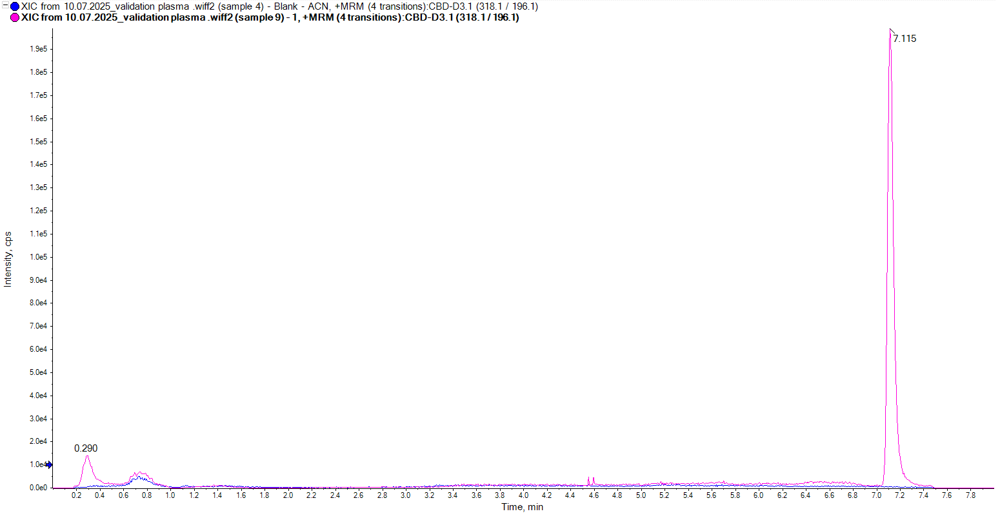 XIC from 10.07.2025_validation plasma .wiff2 (sample 4) - Blank - ACN, +MRM (4 transitions):CBD-D3.1 (318.1 / 196.1)
XIC from 10.07.2025_validation plasma .wiff2 (sample 9) - 1, +MRM (4 transitions):CBD-D3.1 (318.1 / 196.1)
7.115
1.9e5
1.8e5
1.7e5
1.6e5
1.5e5
1.4e5
1.3e5
1.2e5
1.1e5
1.0e5
9.0e4
8.0e4
7.0e4
6.0e4
5.0e4
4.0e4
3.0e4
2.0e4
1.0e4
0.0e0
Intensity, cps
0.290
0.2 0.4 0.6 0.8 1.0 1.2 1.4 1.6 1.8 2.0 2.2 2.4 2.6 2.8 3.0 3.2 3.4 3.6 3.8 4.0 4.2 4.4 4.6 4.8 5.0 5.2 5.4 5.6 5.8 6.0 6.2 6.4 6.6 6.8 7.0 7.2 7.4 7.6 7.8
Time, min